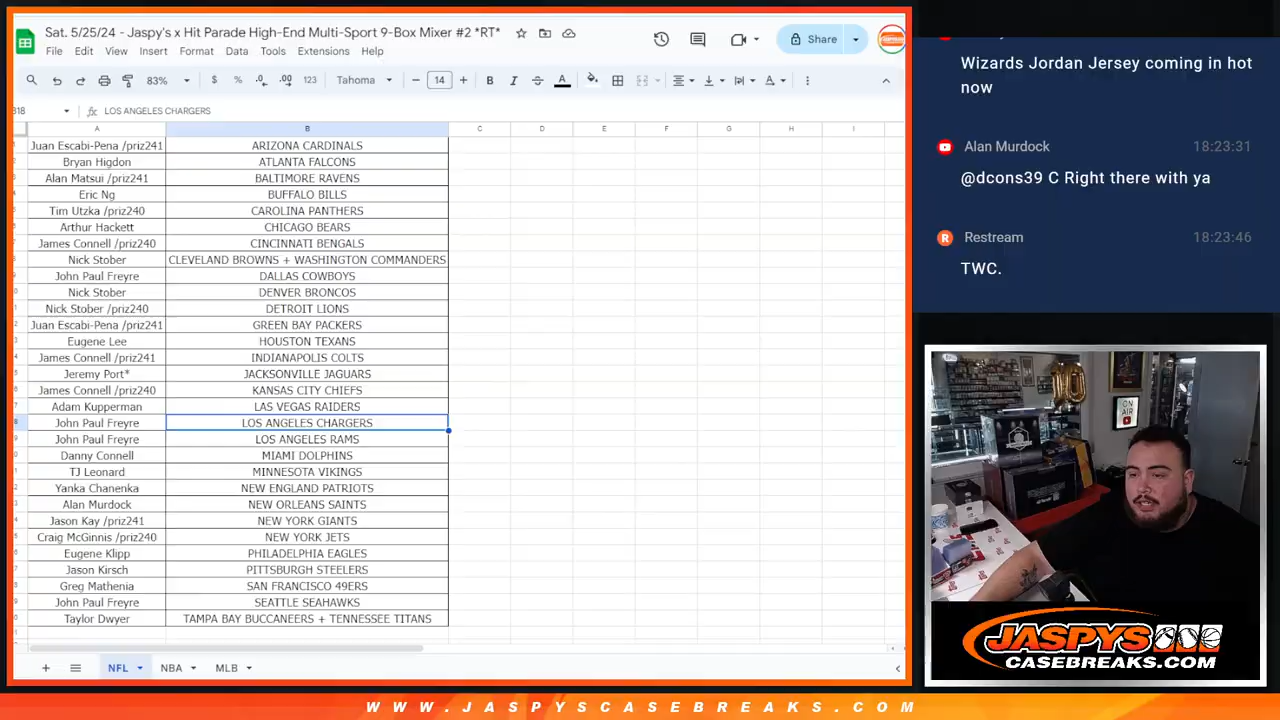 Sat. 5/25/24 - Jaspy's x Hit Parade High-End Multi-Sport 9-Box Mixer #2 *RT*
File Edit View Insert Format Data Tools Extensions Help
Share
83% $ % .0 .00 123 Tahoma 14 B I A
LOS ANGELES CHARGERS
A B C D E F G H I
Juan Escabi-Pena /priz241 ARIZONA CARDINALS
Bryan Higdon ATLANTA FALCONS
Alan Matsui /priz241 BALTIMORE RAVENS
Eric Ng BUFFALO BILLS
Tim Utzka /priz240 CAROLINA PANTHERS
Arthur Hackett CHICAGO BEARS
James Connell /priz240 CINCINNATI BENGALS
Nick Stober CLEVELAND BROWNS + WASHINGTON COMMANDERS
John Paul Freyre DALLAS COWBOYS
Nick Stober DENVER BRONCOS
Nick Stober /priz240 DETROIT LIONS
Juan Escabi-Pena /priz241 GREEN BAY PACKERS
Eugene Lee HOUSTON TEXANS
James Connell /priz241 INDIANAPOLIS COLTS
Jeremy Port* JACKSONVILLE JAGUARS
James Connell /priz240 KANSAS CITY CHIEFS
Adam Kupperman LAS VEGAS RAIDERS
John Paul Freyre LOS ANGELES CHARGERS
John Paul Freyre LOS ANGELES RAMS
Danny Connell MIAMI DOLPHINS
TJ Leonard MINNESOTA VIKINGS
Yanka Chanenka NEW ENGLAND PATRIOTS
Alan Murdock NEW ORLEANS SAINTS
Jason Kay /priz241 NEW YORK GIANTS
Craig McGinnis /priz240 NEW YORK JETS
Eugene Klipp PHILADELPHIA EAGLES
Jason Kirsch PITTSBURGH STEELERS
Greg Mathenia SAN FRANCISCO 49ERS
John Paul Freyre SEATTLE SEAHAWKS
Taylor Dwyer TAMPA BAY BUCCANEERS + TENNESSEE TITANS
NFL NBA MLB
Wizards Jordan Jersey coming in hot
now
Alan Murdock 18:23:31
@dcons39 C Right there with ya
Restream 18:23:46
TWC.
ON
AIR
JASPYS
CASEBREAKS.COM
WWW.JASPYSCASEBREAKS.COM